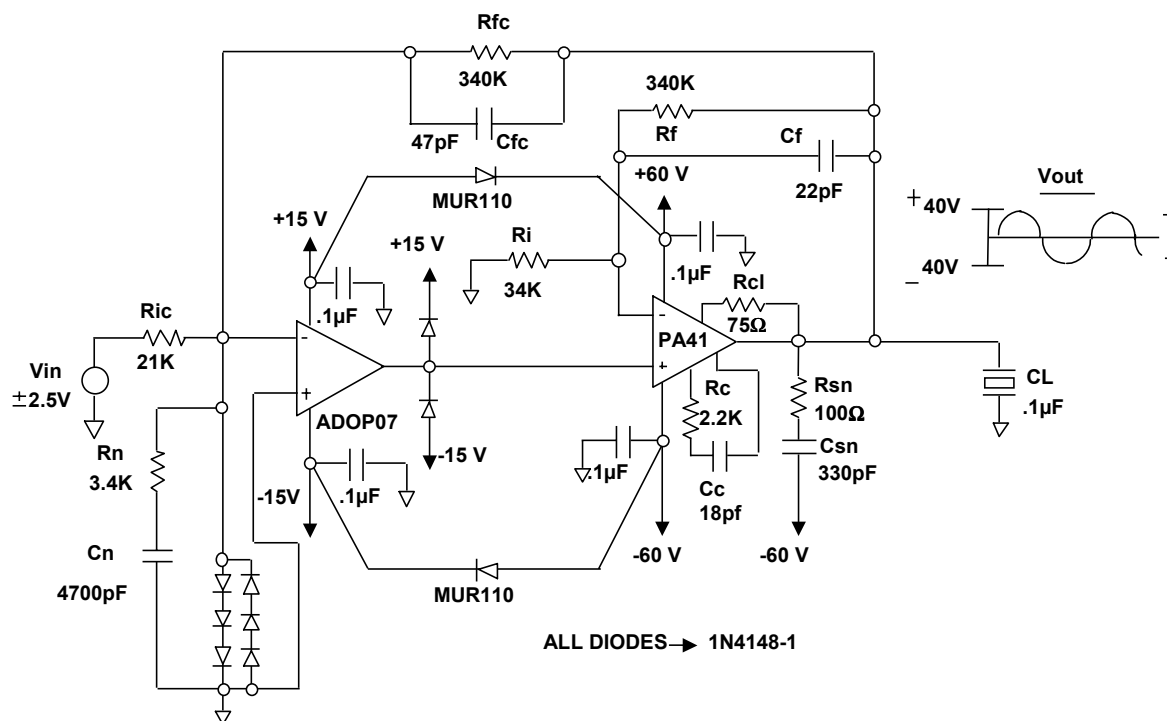 Rfc
340K
47pF
Cfc
340K
Rf
Cf
22pF
MUR110
+60 V
Vout
+40V
−40V
+15 V
+15 V
.1µF
Ri
34K
.1µF
Rcl
75Ω
Ric
21K
Vin
±2.5V
-
+
ADOP07
-
+
PA41
CL
.1µF
Rsn
100Ω
Rc
2.2K
Rn
3.4K
-15 V
-15V
.1µF
.1µF
Cc
18pf
Csn
330pF
Cn
4700pF
-60 V
-60 V
MUR110
ALL DIODES 1N4148-1